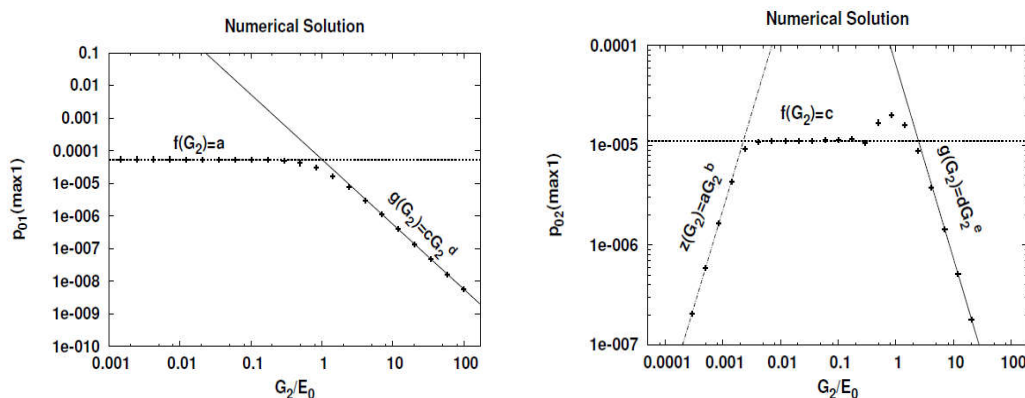 Numerical Solution
0.1
0.01
0.001
0.0001
1e-005
1e-006
1e-007
1e-008
1e-009
1e-010
p01(max1)
f(G2)=a
g(G2)=cG2^d
0.001 0.01 0.1 1 10 100
G2/E0
Numerical Solution
0.0001
1e-005
1e-006
1e-007
p02(max1)
f(G2)=c
z(G2)=aG2^b
g(G2)=dG2^e
0.0001 0.001 0.01 0.1 1 10 100
G2/E0